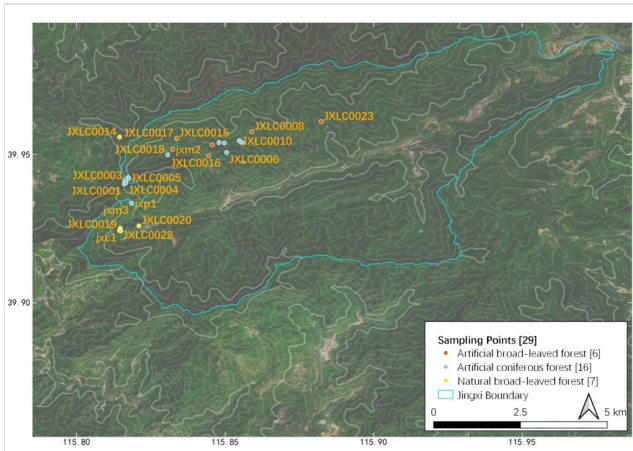 JXLC0023
JXLC0014
JXLC0017
JXLC0015
JXLC0008
JXLC0010
JXLC0018
jxm2
JXLC0016
JXLC0006
39.95
JXLC0003
JXLC0005
JXLC0001
JXLC0004
jxm3
jxp1
JXLC0019
JXLC0020
jxc1
JXLC0022
39.90
Sampling Points [29]
Artificial broad-leaved forest [6]
Artificial coniferous forest [16]
Natural broad-leaved forest [7]
Jingxi Boundary
0 2.5 5 km
115.80 115.85 115.90 115.95